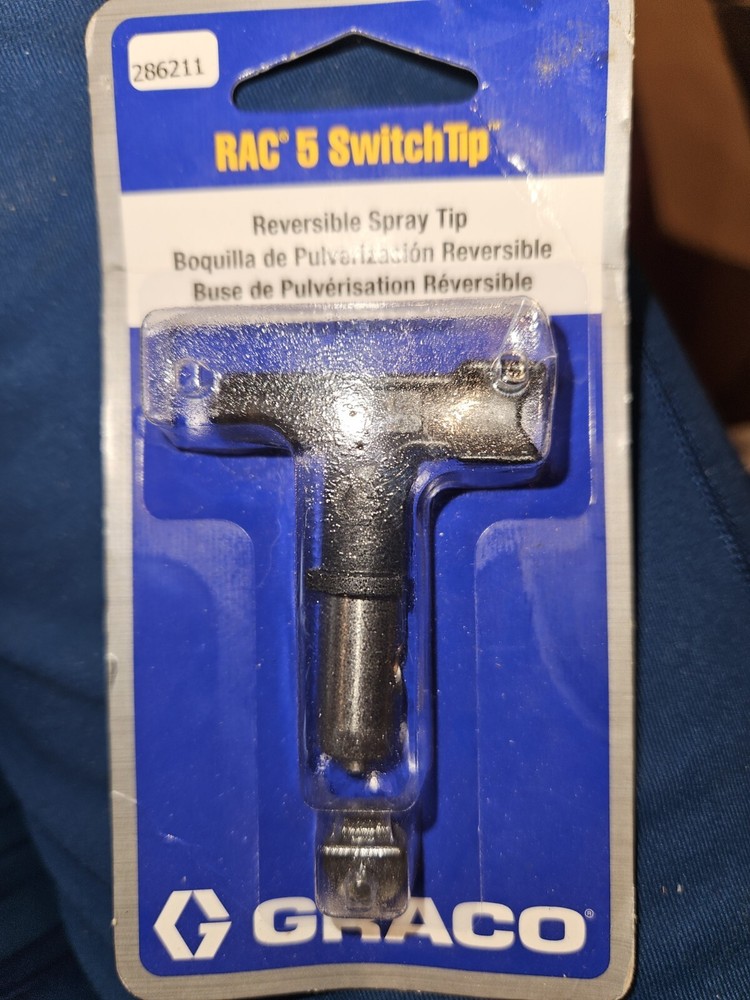 286211
RAC® 5 SwitchTip™
Reversible Spray Tip
Boquilla de Pulverización Reversible
Buse de Pulvérisation Réversible
GRACO®